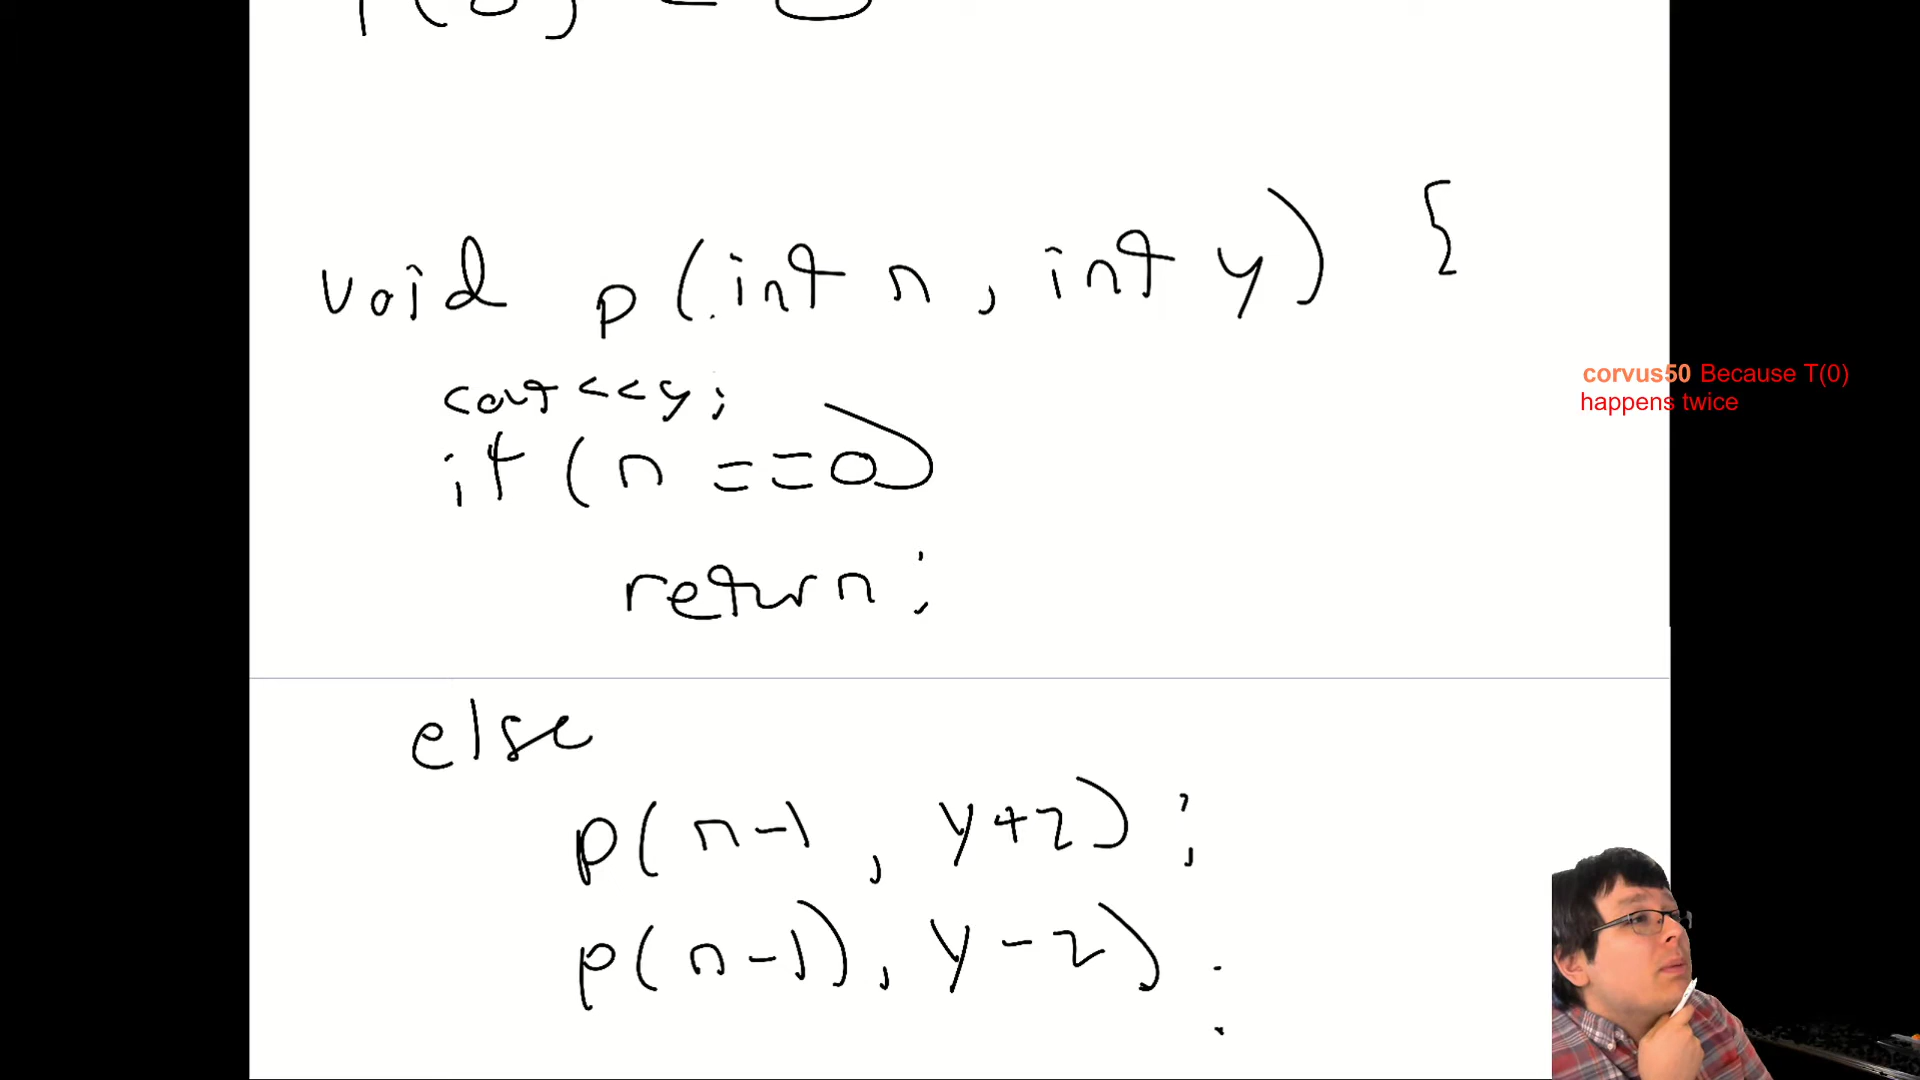 void p(int n, int y) {
cout<<y;
if (n ==0)
return;
corvus50 Because T(0)
happens twice
else
p(n-1, y+2);
p(n-1), y-2);